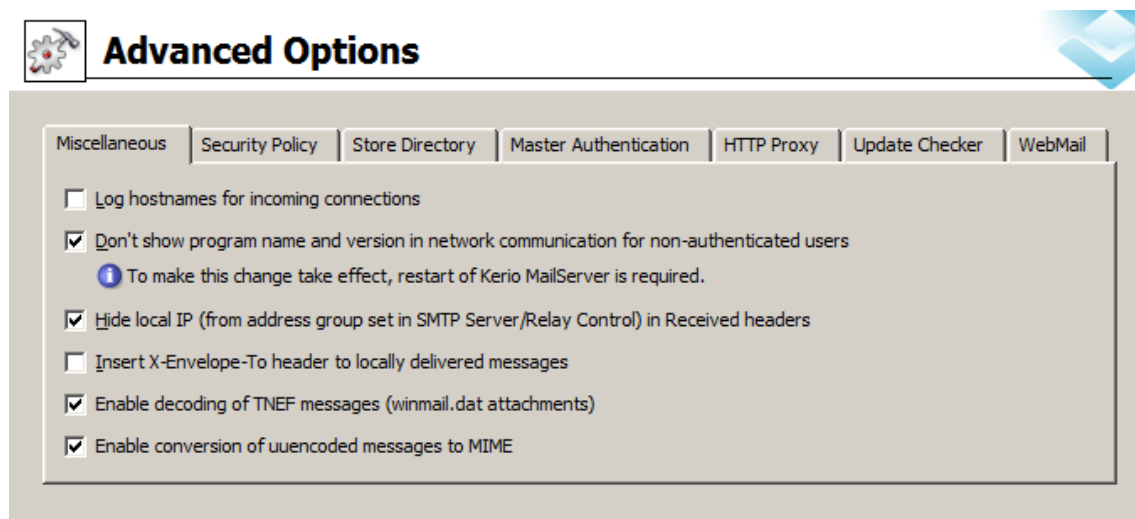 Advanced Options
Miscellaneous Security Policy Store Directory Master Authentication HTTP Proxy Update Checker WebMail
Log hostnames for incoming connections
Don't show program name and version in network communication for non-authenticated users
To make this change take effect, restart of Kerio MailServer is required.
Hide local IP (from address group set in SMTP Server/Relay Control) in Received headers
Insert X-Envelope-To header to locally delivered messages
Enable decoding of TNEF messages (winmail.dat attachments)
Enable conversion of uuencoded messages to MIME